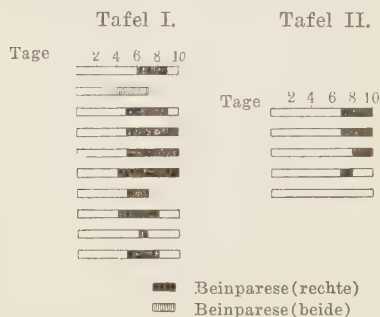 Tafel I. Tafel II.
Tage 2 4 6 8 10
Tage 2 4 6 8 10
Beinparese (rechte)
Beinparese (beide)